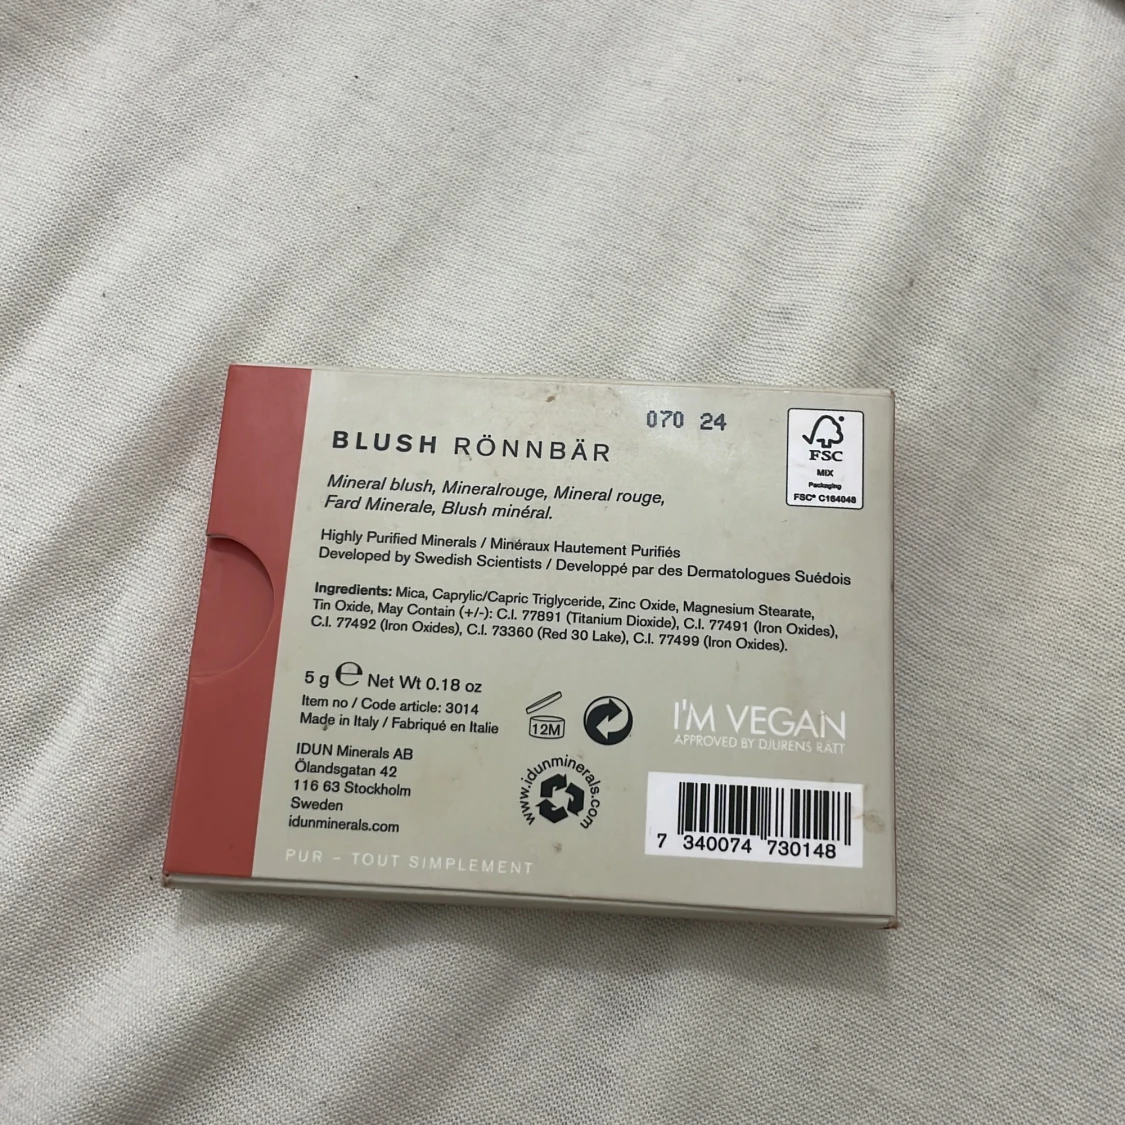 070 24
FSC
MIX
Packaging
FSC® C164048
BLUSH RÖNNBÄR
Mineral blush, Mineralrouge, Mineral rouge,
Fard Minerale, Blush minéral.
Highly Purified Minerals / Minéraux Hautement Purifiés
Developed by Swedish Scientists / Developpé par des Dermatologues Suédois
Ingredients: Mica, Caprylic/Capric Triglyceride, Zinc Oxide, Magnesium Stearate,
Tin Oxide, May Contain (+/-): C.I. 77891 (Titanium Dioxide), C.I. 77491 (Iron Oxides),
C.I. 77492 (Iron Oxides), C.I. 73360 (Red 30 Lake), C.I. 77499 (Iron Oxides).
5 g ℮ Net Wt 0.18 oz
Item no / Code article: 3014
Made in Italy / Fabriqué en Italie
12M
I'M VEGAN
APPROVED BY DJURENS RÄTT
IDUN Minerals AB
Ölandsgatan 42
116 63 Stockholm
Sweden
idunminerals.com
www.idunminerals.com
7 340074 730148
PUR – TOUT SIMPLEMENT